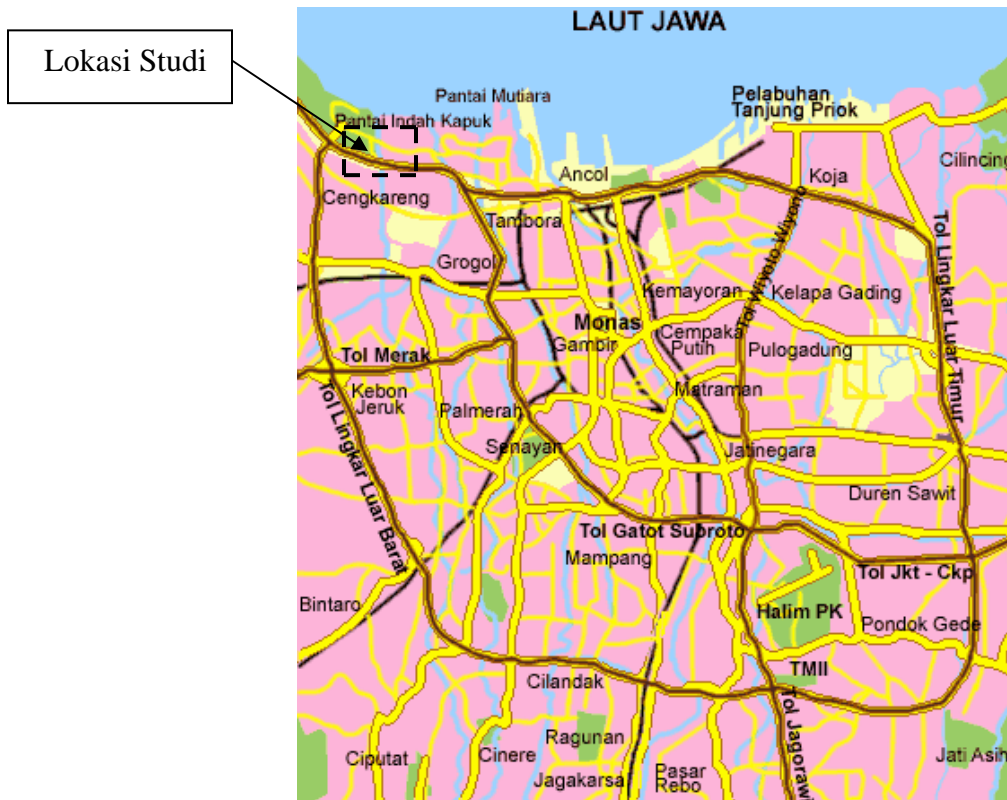 LAUT JAWA
Lokasi Studi
Pelabuhan
Tanjung Priok
Pantai Mutiara
Pantai Indah Kapuk
Cilincing
Ancol
Koja
Cengkareng
Tambora
Tol Wiyoto Wiyono
Tol Lingkar Luar Timur
Grogol
Kemayoran
Kelapa Gading
Monas
Gambir
Cempaka
Putih
Pulogadung
Tol Merak
Kebon
Jeruk
Matraman
Palmerah
Tol Lingkar Luar Barat
Senayan
Jatinegara
Duren Sawit
Tol Gatot Subroto
Mampang
Tol Jkt - Ckp
Bintaro
Halim PK
Pondok Gede
TMII
Cilandak
Tol Jagorawi
Ragunan
Ciputat
Cinere
Jati Asih
Jagakarsa
Pasar
Rebo